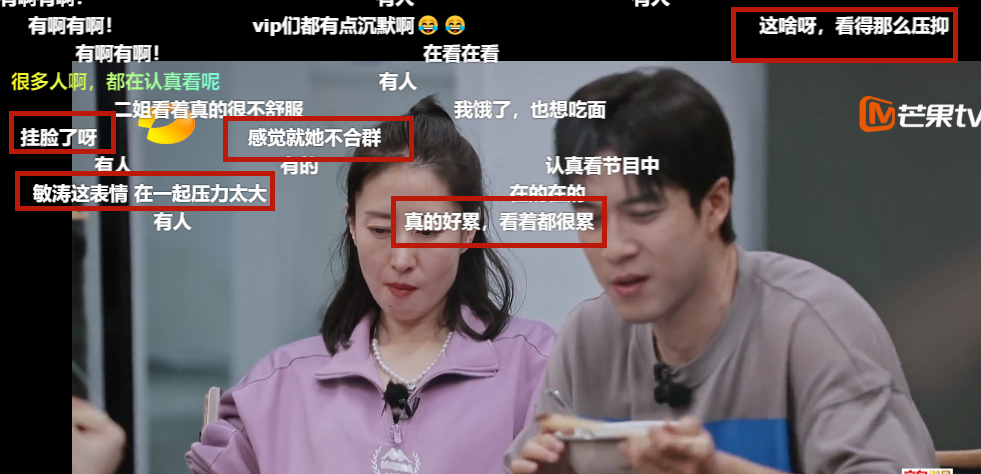 有啊有啊！
有人
有人
有啊有啊！
vip们都有点沉默啊😂😂
这啥呀，看得那么压抑
有啊有啊！
在看在看
很多人啊，都在认真看呢
有人
二姐看着真的很不舒服
我饿了，也想吃面
芒果tv
挂脸了呀
感觉就她不合群
有人
有的
认真看节目中
敏涛这表情 在一起压力太大
在的在的
有人
真的好累，看着都很累